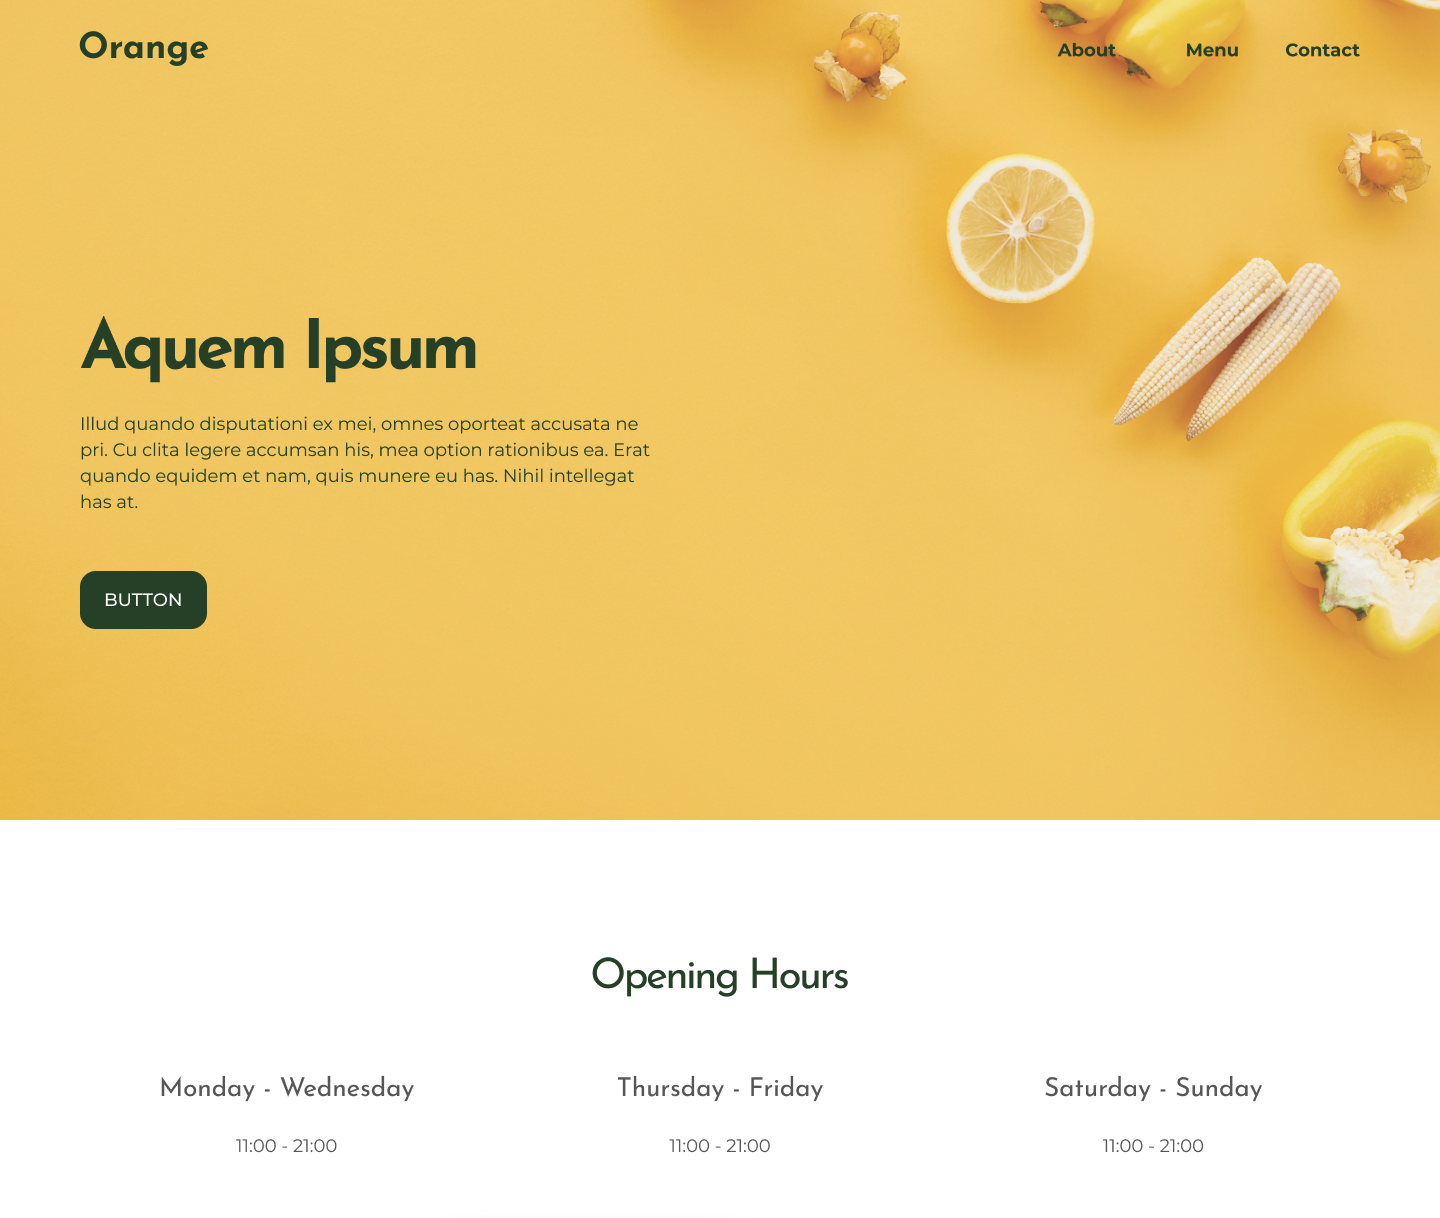 Orange
About Menu Contact
Aquem Ipsum
Illud quando disputationi ex mei, omnes oporteat accusata ne
pri. Cu clita legere accumsan his, mea option rationibus ea. Erat
quando equidem et nam, quis munere eu has. Nihil intellegat
has at.
BUTTON
Opening Hours
Monday - Wednesday
11:00 - 21:00
Thursday - Friday
11:00 - 21:00
Saturday - Sunday
11:00 - 21:00